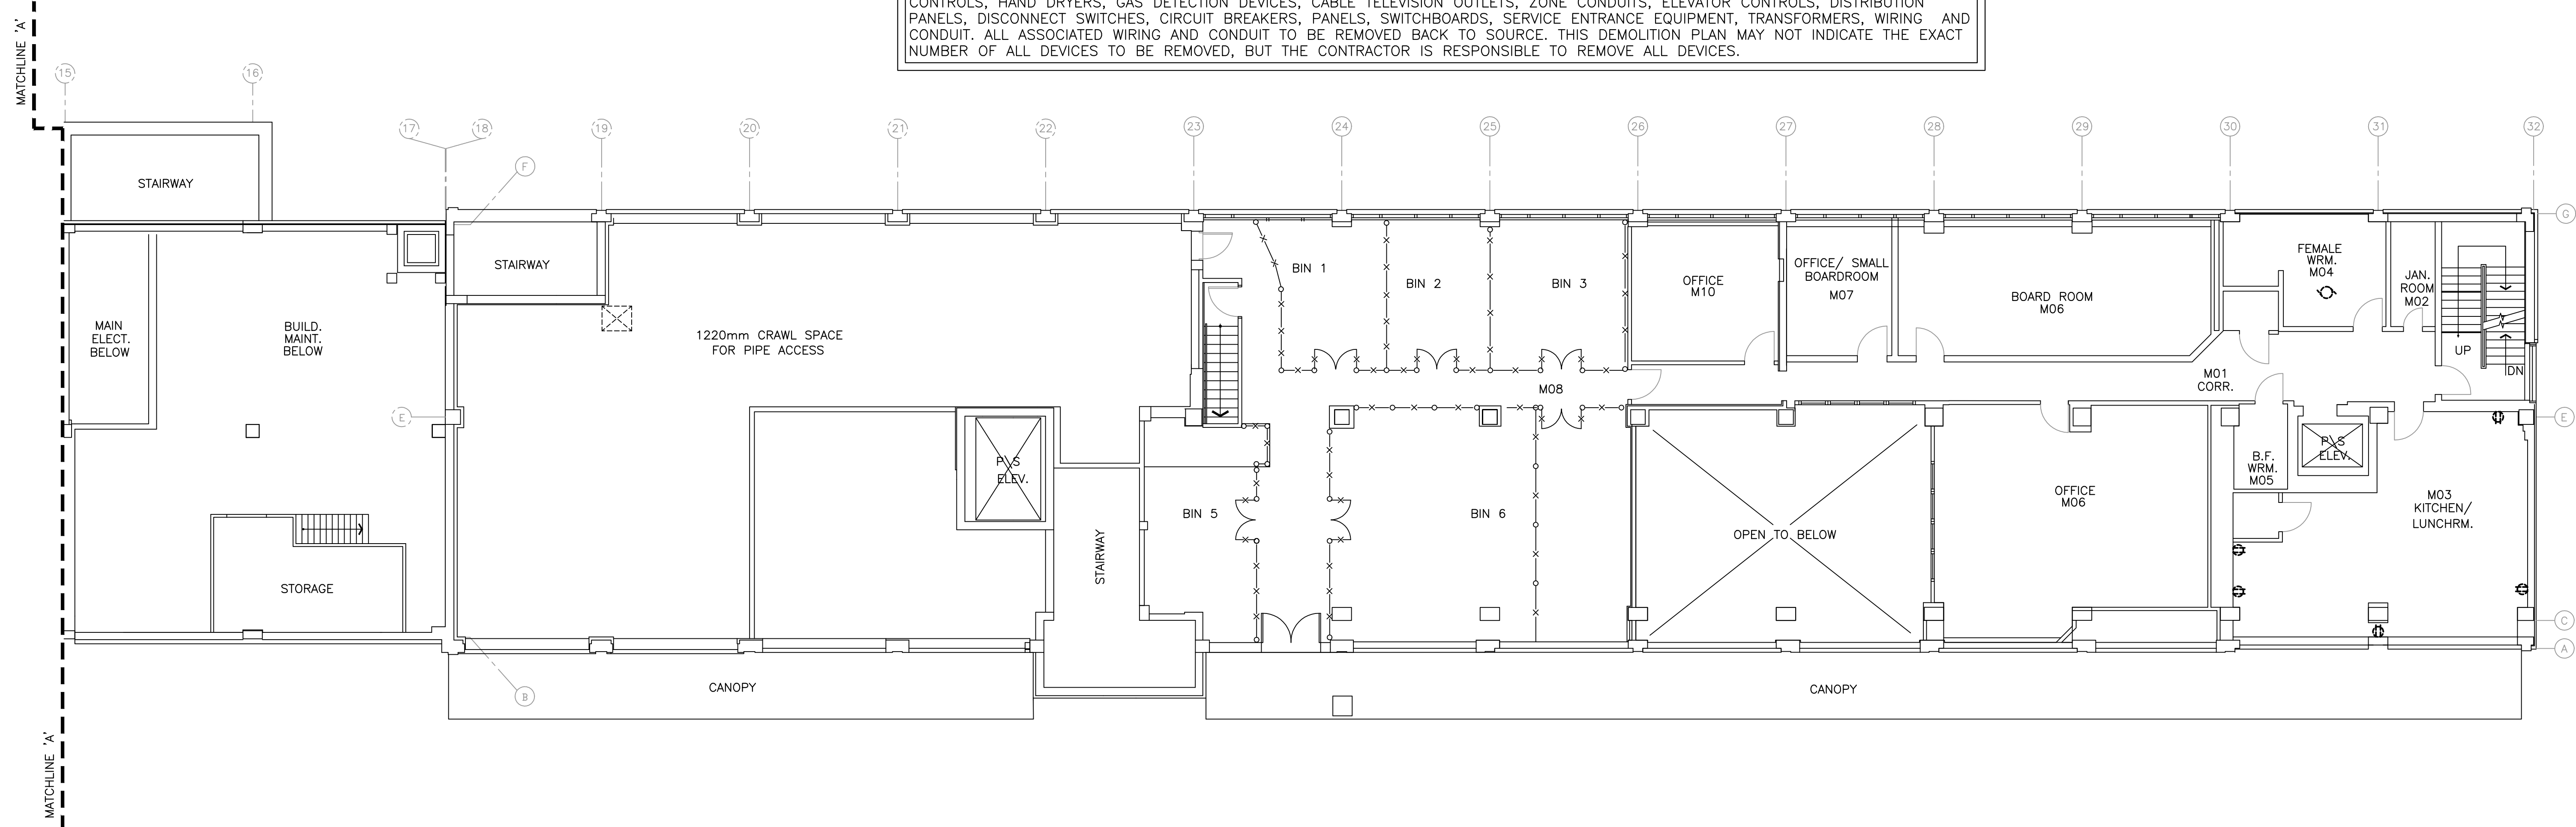 CONTROLS, HAND DRYERS, GAS DETECTION DEVICES, CABLE TELEVISION OUTLETS, ZONE CONDUITS, ELEVATOR CONTROLS, DISTRIBUTION
PANELS, DISCONNECT SWITCHES, CIRCUIT BREAKERS, PANELS, SWITCHBOARDS, SERVICE ENTRANCE EQUIPMENT, TRANSFORMERS, WIRING AND
CONDUIT. ALL ASSOCIATED WIRING AND CONDUIT TO BE REMOVED BACK TO SOURCE. THIS DEMOLITION PLAN MAY NOT INDICATE THE EXACT
NUMBER OF ALL DEVICES TO BE REMOVED, BUT THE CONTRACTOR IS RESPONSIBLE TO REMOVE ALL DEVICES.
MATCHLINE 'A'
15
16
17
18
19
20
21
22
23
24
25
26
27
28
29
30
31
32
F
G
STAIRWAY
STAIRWAY
MAIN
ELECT.
BELOW
BUILD.
MAINT.
BELOW
1220mm CRAWL SPACE
FOR PIPE ACCESS
BIN 1
BIN 2
BIN 3
OFFICE
M10
OFFICE/ SMALL
BOARDROOM
M07
BOARD ROOM
M06
FEMALE
WRM.
M04
JAN.
ROOM
M02
UP
DN
M08
M01
CORR.
E
E
P\S
ELEV.
P\S
ELEV.
B.F.
WRM.
M05
BIN 5
BIN 6
OPEN TO BELOW
OFFICE
M06
M03
KITCHEN/
LUNCHRM.
STAIRWAY
STORAGE
C
A
B
CANOPY
CANOPY
MATCHLINE 'A'